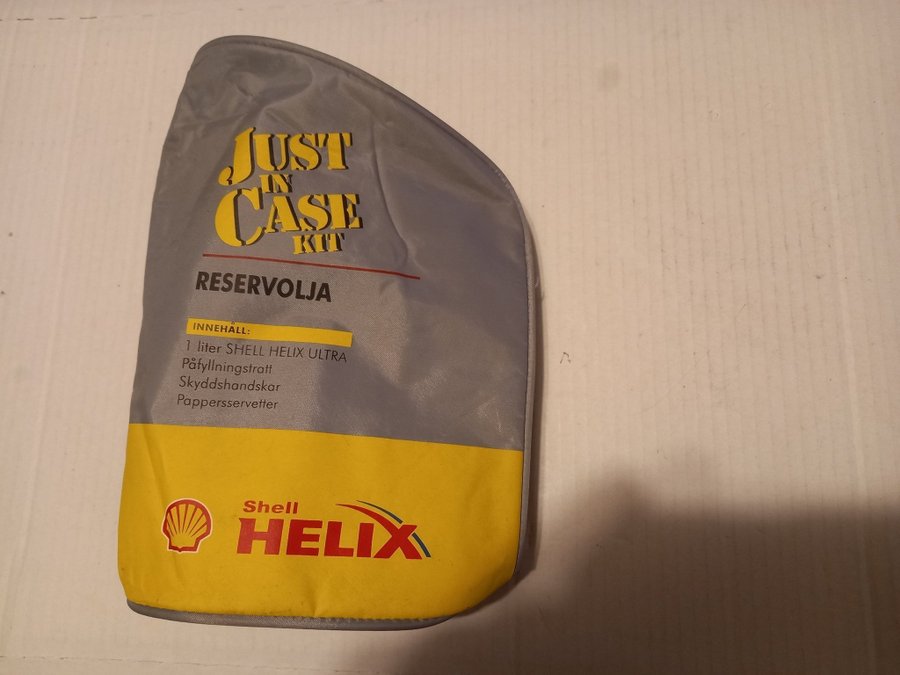 JUST
IN
CASE
KIT
RESERVOLJA
INNEHÅLL:
1 liter SHELL HELIX ULTRA
Påfyllningstratt
Skyddshandskar
Pappersservetter
Shell
HELIX